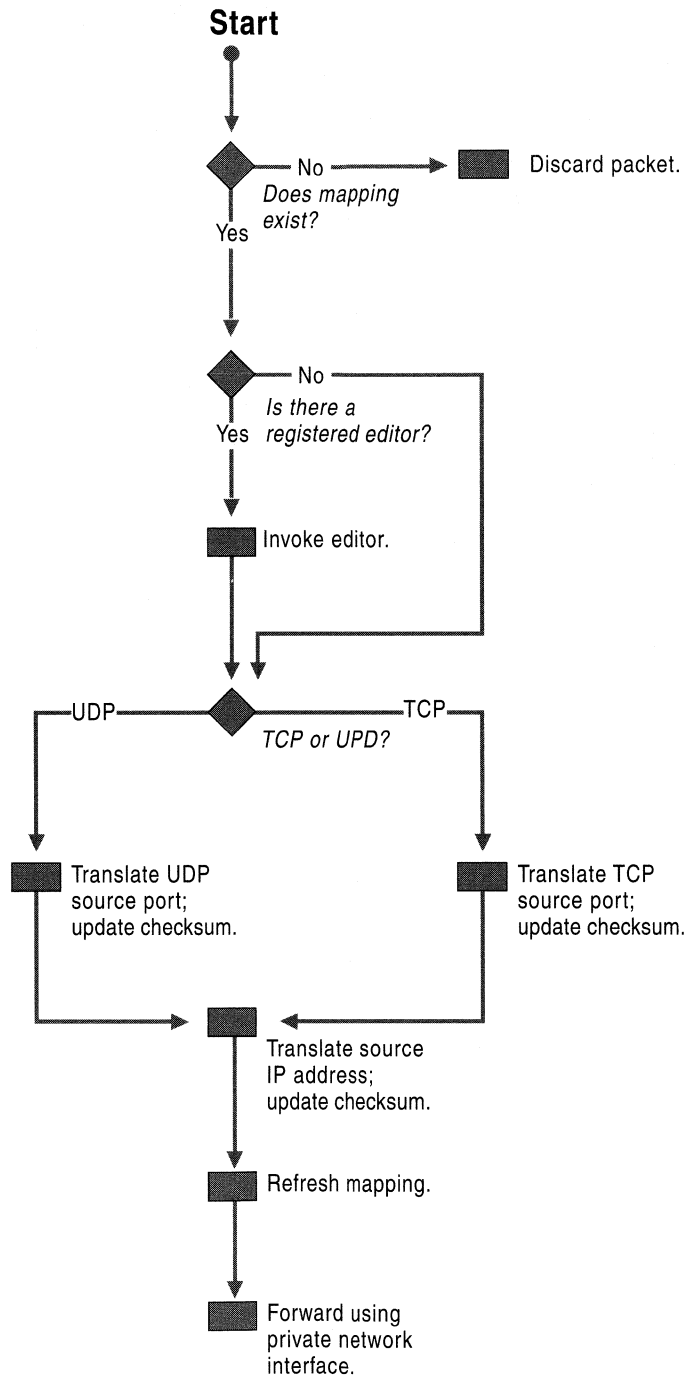 Start
No
Discard packet.
Does mapping
exist?
Yes
No
Is there a
registered editor?
Yes
Invoke editor.
UDP
TCP
TCP or UPD?
Translate UDP
source port;
update checksum.
Translate TCP
source port;
update checksum.
Translate source
IP address;
update checksum.
Refresh mapping.
Forward using
private network
interface.